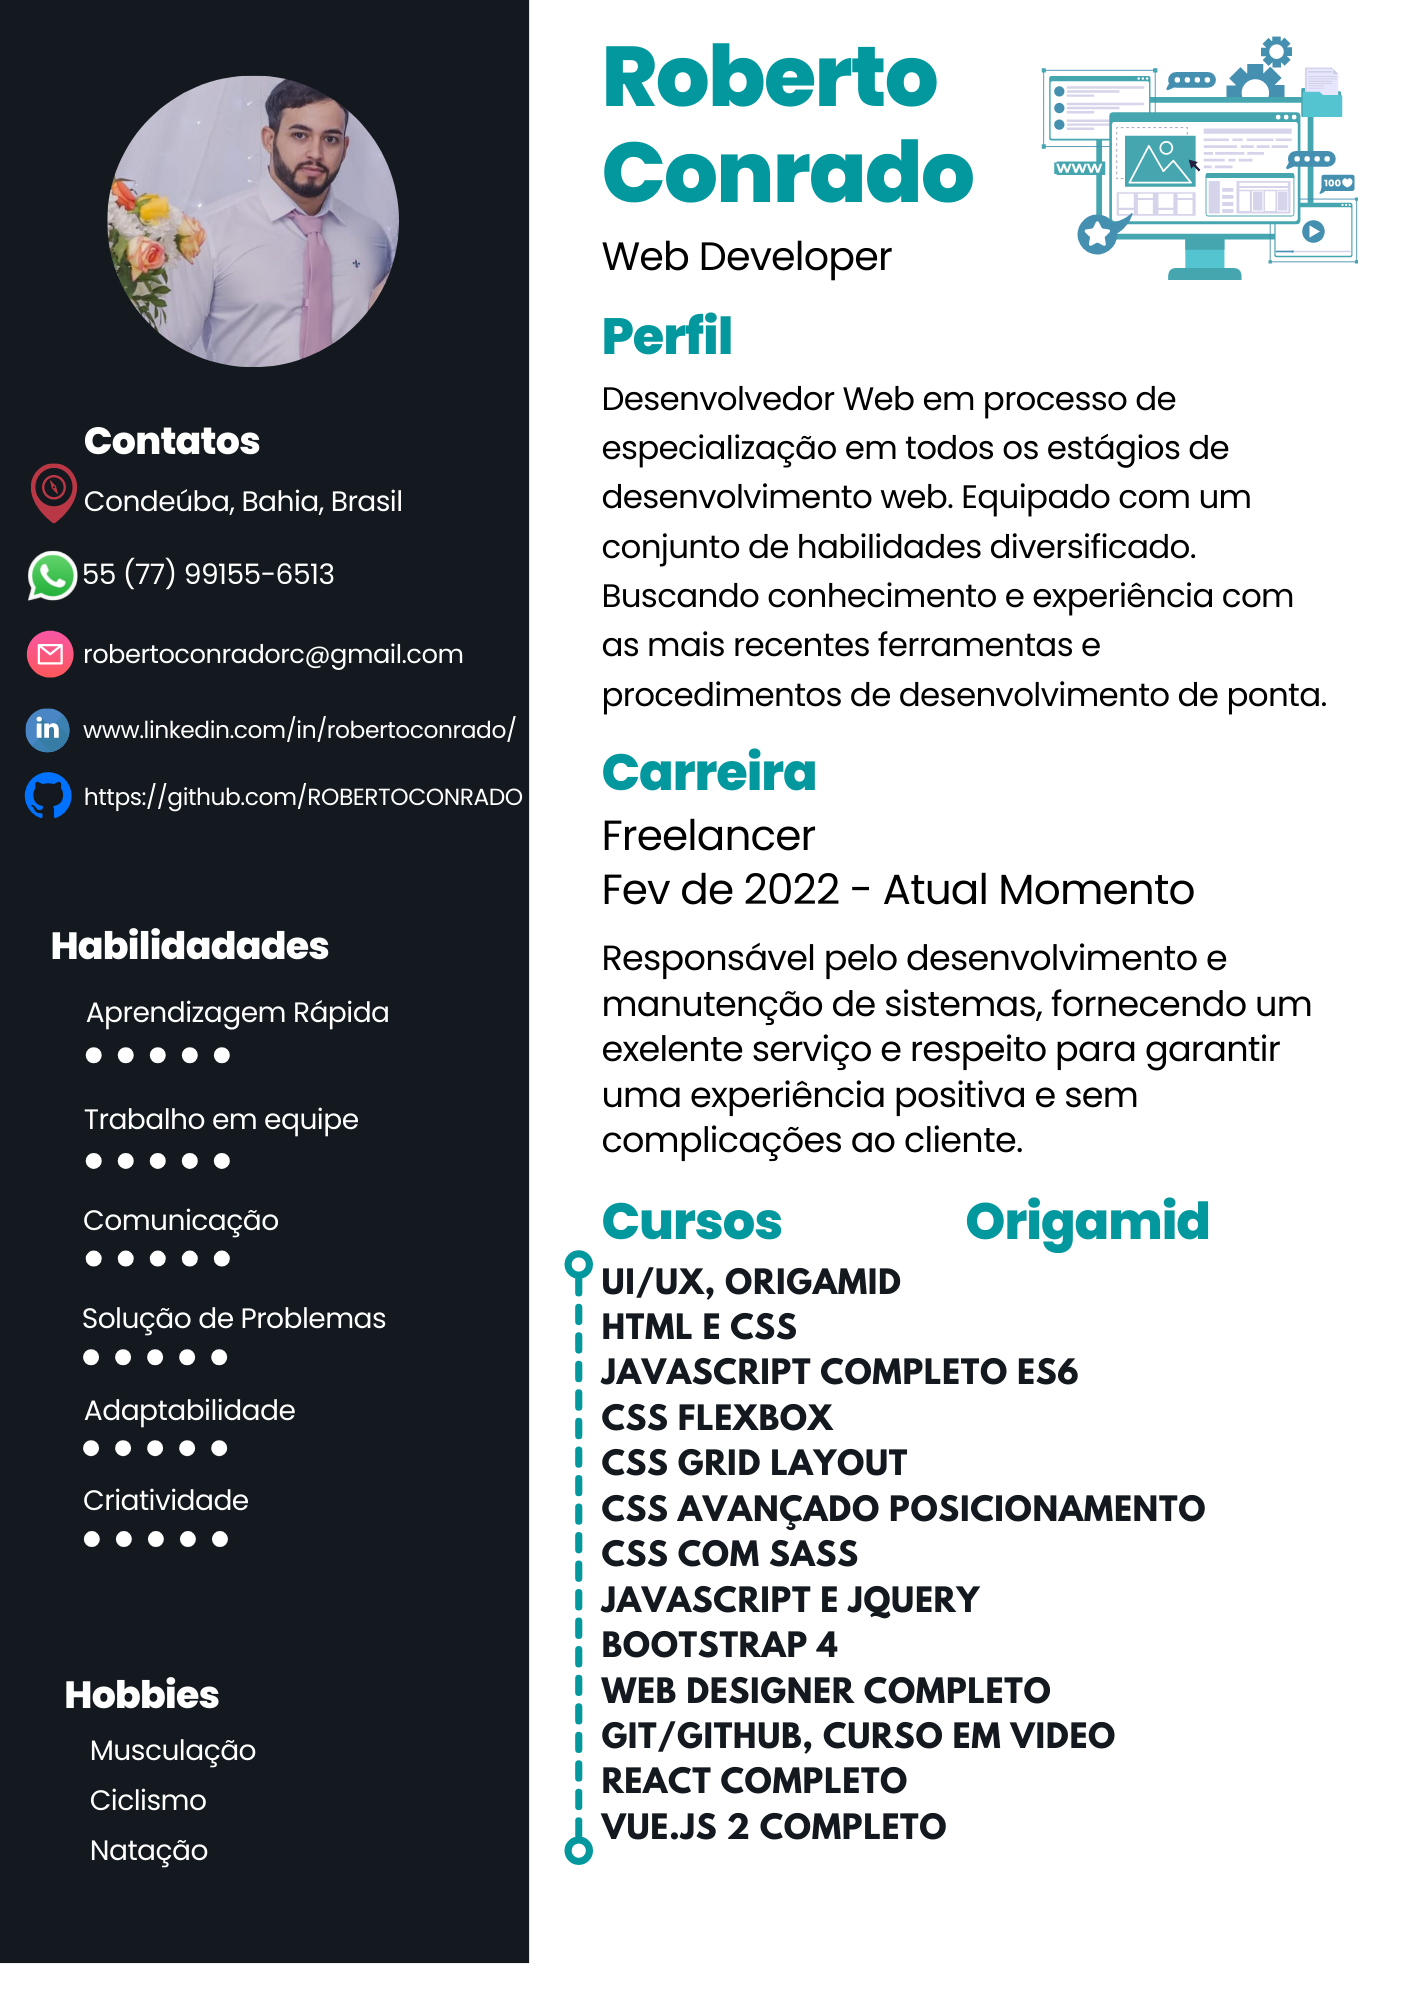 Roberto
Conrado
Web Developer
WWW
100
Perfil
Desenvolvedor Web em processo de
especialização em todos os estágios de
desenvolvimento web. Equipado com um
conjunto de habilidades diversificado.
Buscando conhecimento e experiência com
as mais recentes ferramentas e
procedimentos de desenvolvimento de ponta.
Carreira
Freelancer
Fev de 2022 - Atual Momento
Responsável pelo desenvolvimento e
manutenção de sistemas, fornecendo um
exelente serviço e respeito para garantir
uma experiência positiva e sem
complicações ao cliente.
Cursos Origamid
UI/UX, ORIGAMID
HTML E CSS
JAVASCRIPT COMPLETO ES6
CSS FLEXBOX
CSS GRID LAYOUT
CSS AVANÇADO POSICIONAMENTO
CSS COM SASS
JAVASCRIPT E JQUERY
BOOTSTRAP 4
WEB DESIGNER COMPLETO
GIT/GITHUB, CURSO EM VIDEO
REACT COMPLETO
VUE.JS 2 COMPLETO
Contatos
Condeúba, Bahia, Brasil
55 (77) 99155-6513
robertoconradorc@gmail.com
in www.linkedin.com/in/robertoconrado/
https://github.com/ROBERTOCONRADO
Habilidadades
Aprendizagem Rápida
Trabalho em equipe
Comunicação
Solução de Problemas
Adaptabilidade
Criatividade
Hobbies
Musculação
Ciclismo
Natação